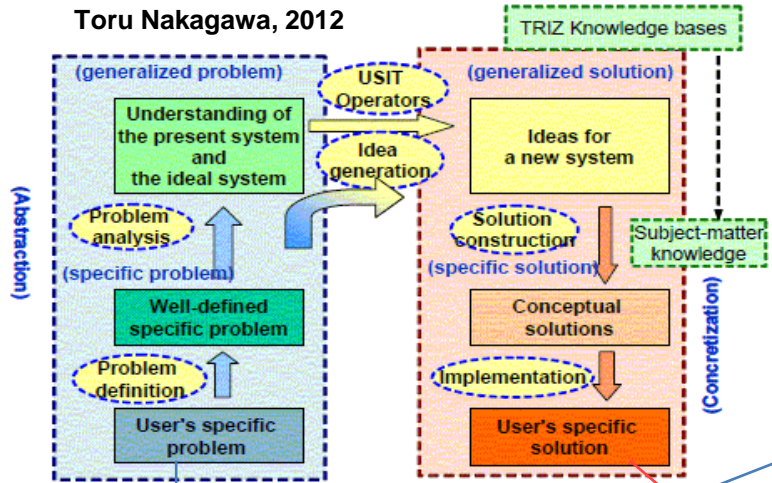 Toru Nakagawa, 2012
TRIZ Knowledge bases
(generalized problem)
USIT
Operators
(generalized solution)
Understanding of
the present system
and
the ideal system
Idea
generation
Ideas for
a new system
(Abstraction)
Problem
analysis
Solution
construction
Subject-matter
knowledge
(specific problem)
(specific solution)
Well-defined
specific problem
Conceptual
solutions
(Concretization)
Problem
definition
Implementation
User's specific
problem
User's specific
solution